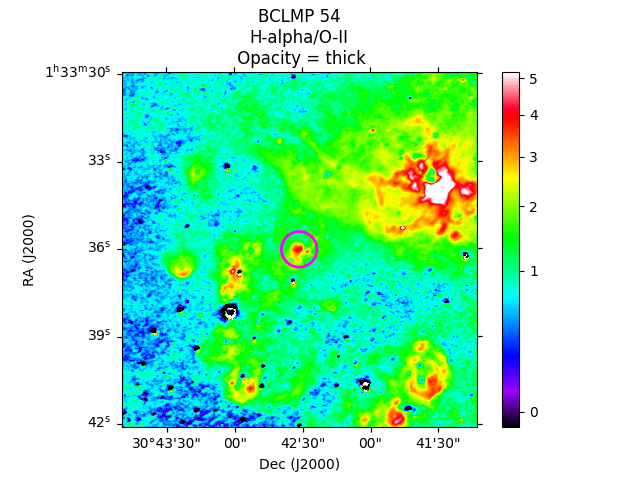 BCLMP 54
H-alpha/O-II
Opacity = thick
1ʰ33ᵐ30ˢ
33ˢ
36ˢ
39ˢ
42ˢ
RA (J2000)
30°43'30" 00" 42'30" 00" 41'30"
Dec (J2000)
5
4
3
2
1
0